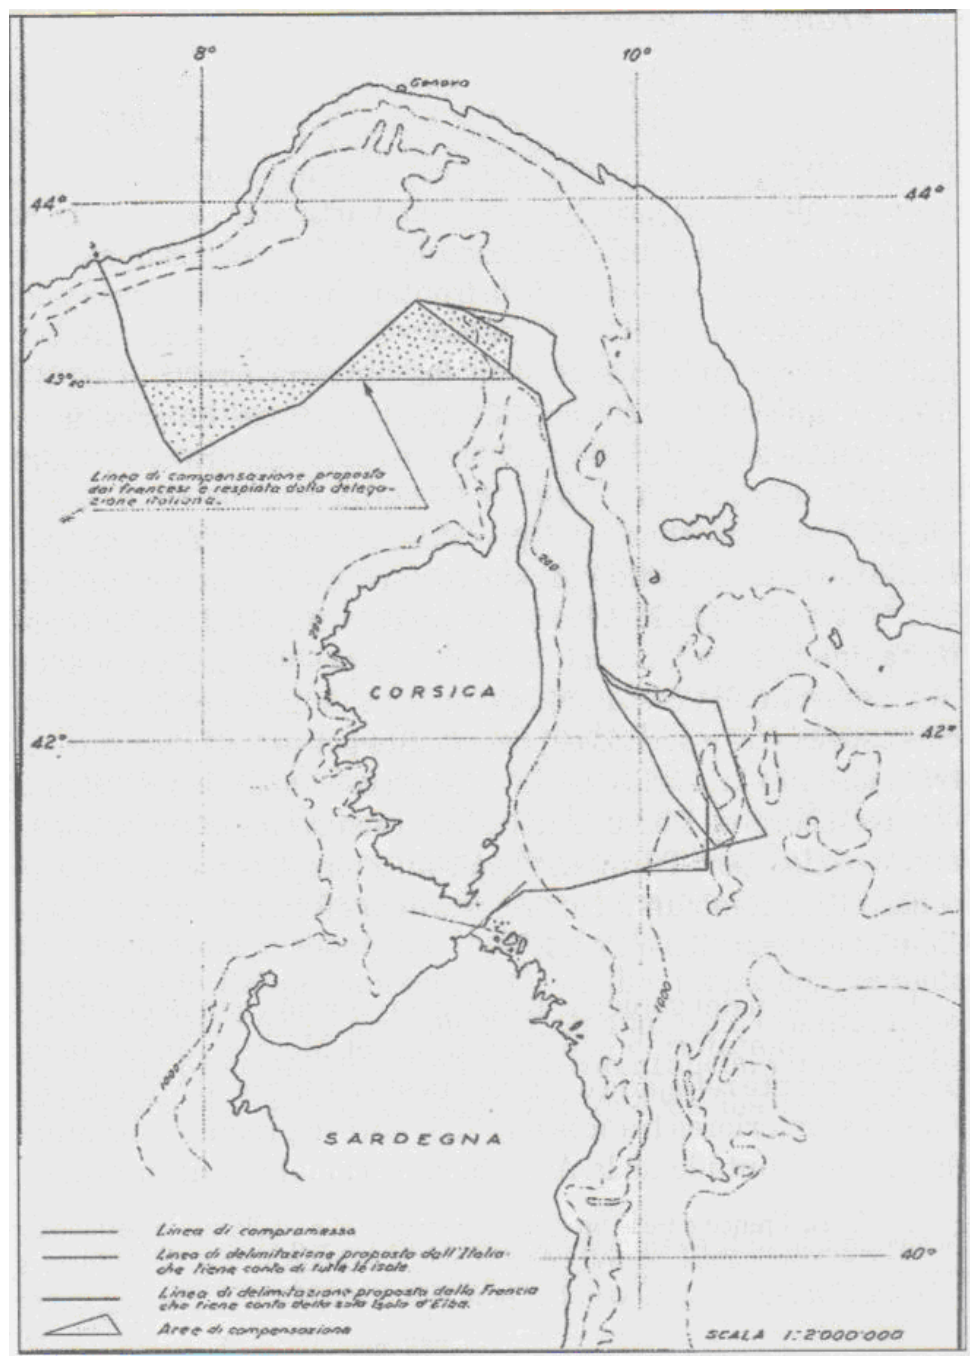 8°
10°
Genova
44°
44°
43°20
Linea di compensazione proposta
dai francesi e respinta dalla delega-
zione italiana.
200
200
CORSICA
42°
42°
1000
1000
SARDEGNA
Linea di compromesso
Linea di delimitazione proposta dall'Italia
che tiene conto di tutte le isole.
40°
Linea di delimitazione proposta dalla Francia
che tiene conto della sola Isola d'Elba.
Aree di compensazione
SCALA 1:2'000'000